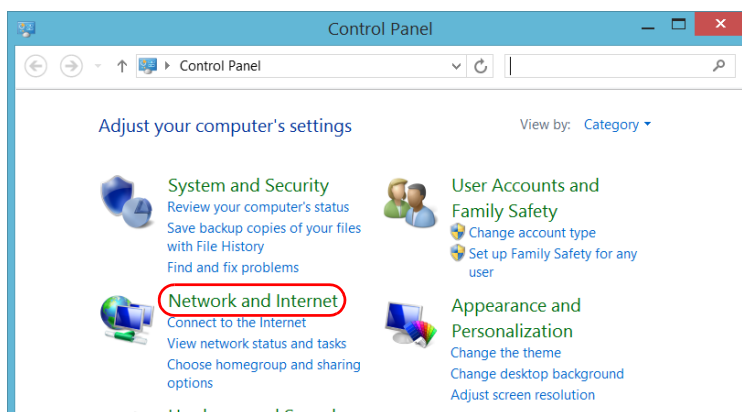 Control Panel
Control Panel
Adjust your computer's settings
View by: Category
System and Security
Review your computer's status
Save backup copies of your files
with File History
Find and fix problems
Network and Internet
Connect to the Internet
View network status and tasks
Choose homegroup and sharing
options
User Accounts and
Family Safety
Change account type
Set up Family Safety for any
user
Appearance and
Personalization
Change the theme
Change desktop background
Adjust screen resolution